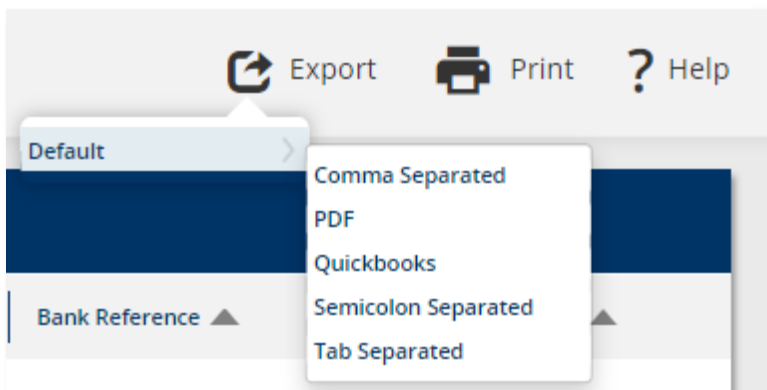 Export
Print
? Help
Default
Comma Separated
PDF
Quickbooks
Semicolon Separated
Tab Separated
Bank Reference